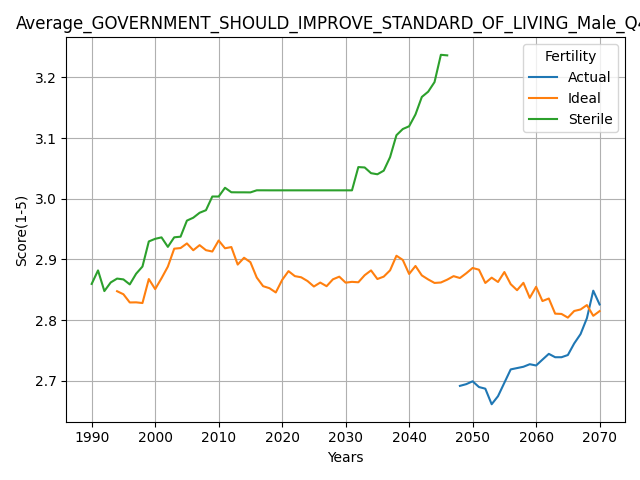 Average_GOVERNMENT_SHOULD_IMPROVE_STANDARD_OF_LIVING_Male_Q4
Fertility
Actual
Ideal
Sterile
Score(1-5)
3.2
3.1
3.0
2.9
2.8
2.7
1990 2000 2010 2020 2030 2040 2050 2060 2070
Years